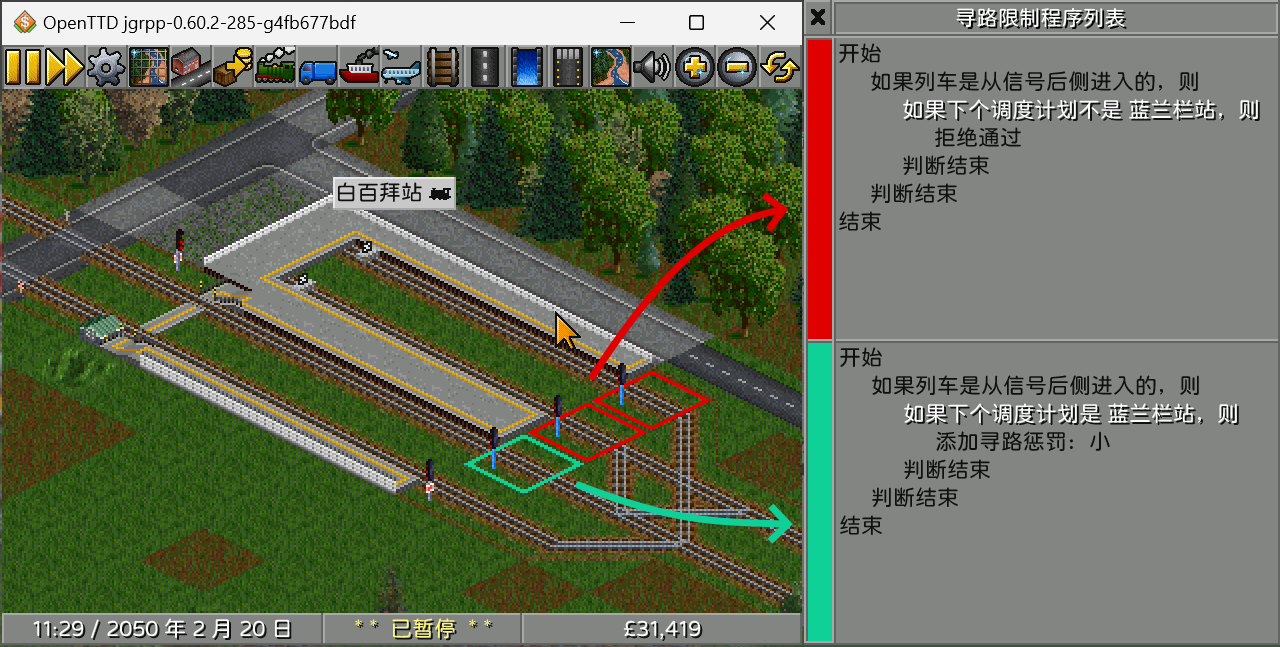 OpenTTD jgrpp-0.60.2-285-g4fb677bdf
白百拜站
11:29 / 2050 年 2 月 20 日
** 已暂停 **
£31,419
寻路限制程序列表
开始
如果列车是从信号后侧进入的，则
如果下个调度计划不是 蓝兰栏站，则
拒绝通过
判断结束
判断结束
结束
开始
如果列车是从信号后侧进入的，则
如果下个调度计划是 蓝兰栏站，则
添加寻路惩罚：小
判断结束
判断结束
结束